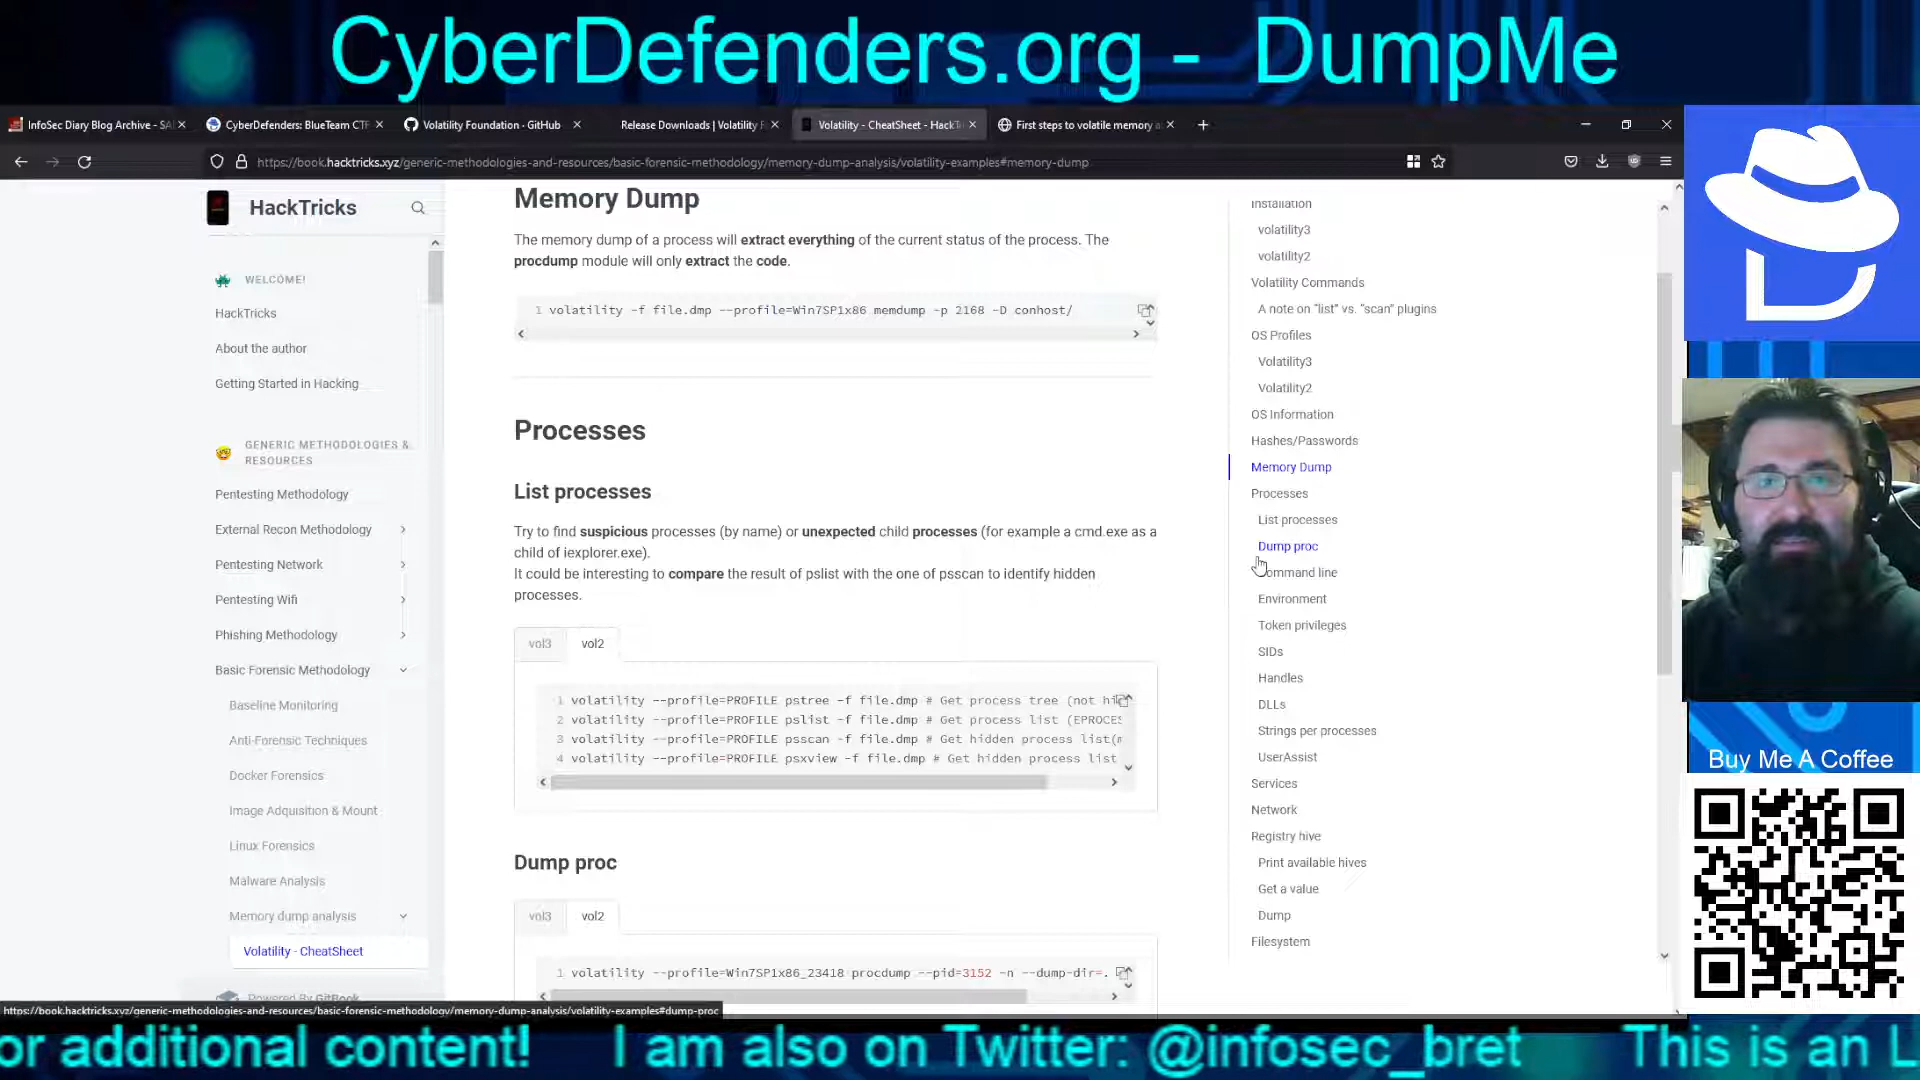 CyberDefenders.org - DumpMe
InfoSec Diary Blog Archive - SA
CyberDefenders: BlueTeam CTF
Volatility Foundation · GitHub
Release Downloads | Volatility F
Volatility - CheatSheet - HackT
First steps to volatile memory a
https://book.hacktricks.xyz/generic-methodologies-and-resources/basic-forensic-methodology/memory-dump-analysis/volatility-examples#memory-dump
HackTricks
WELCOME!
HackTricks
About the author
Getting Started in Hacking
GENERIC METHODOLOGIES &
RESOURCES
Pentesting Methodology
External Recon Methodology
Pentesting Network
Pentesting Wifi
Phishing Methodology
Basic Forensic Methodology
Baseline Monitoring
Anti-Forensic Techniques
Docker Forensics
Image Adquisition & Mount
Linux Forensics
Malware Analysis
Memory dump analysis
Volatility - CheatSheet
Powered By GitBook
Memory Dump
The memory dump of a process will extract everything of the current status of the process. The
procdump module will only extract the code.
1 volatility -f file.dmp --profile=Win7SP1x86 memdump -p 2168 -D conhost/
Processes
List processes
Try to find suspicious processes (by name) or unexpected child processes (for example a cmd.exe as a
child of iexplorer.exe).
It could be interesting to compare the result of pslist with the one of psscan to identify hidden
processes.
vol3 vol2
1 volatility --profile=PROFILE pstree -f file.dmp # Get process tree (not hi
2 volatility --profile=PROFILE pslist -f file.dmp # Get process list (EPROCES
3 volatility --profile=PROFILE psscan -f file.dmp # Get hidden process list(m
4 volatility --profile=PROFILE psxview -f file.dmp # Get hidden process list
Dump proc
vol3 vol2
1 volatility --profile=Win7SP1x86_23418 procdump --pid=3152 -n --dump-dir=.
Installation
volatility3
volatility2
Volatility Commands
A note on “list” vs. “scan” plugins
OS Profiles
Volatility3
Volatility2
OS Information
Hashes/Passwords
Memory Dump
Processes
List processes
Dump proc
ommand line
Environment
Token privileges
SIDs
Handles
DLLs
Strings per processes
UserAssist
Services
Network
Registry hive
Print available hives
Get a value
Dump
Filesystem
Buy Me A Coffee
https://book.hacktricks.xyz/generic-methodologies-and-resources/basic-forensic-methodology/memory-dump-analysis/volatility-examples#dump-proc
or additional content! I am also on Twitter: @infosec_bret This is an L